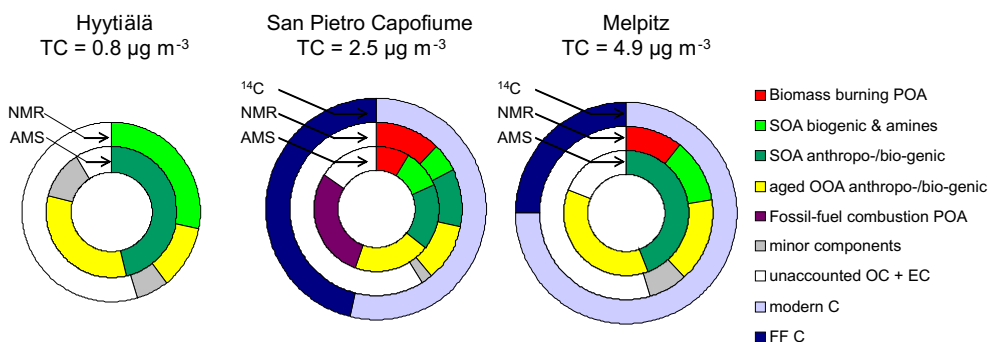 Hyytiälä
TC = 0.8 µg m-3
NMR
AMS
San Pietro Capofiume
TC = 2.5 µg m-3
14C
NMR
AMS
Melpitz
TC = 4.9 µg m-3
14C
NMR
AMS
Biomass burning POA
SOA biogenic & amines
SOA anthropo-/bio-genic
aged OOA anthropo-/bio-genic
Fossil-fuel combustion POA
minor components
unaccounted OC + EC
modern C
FF C